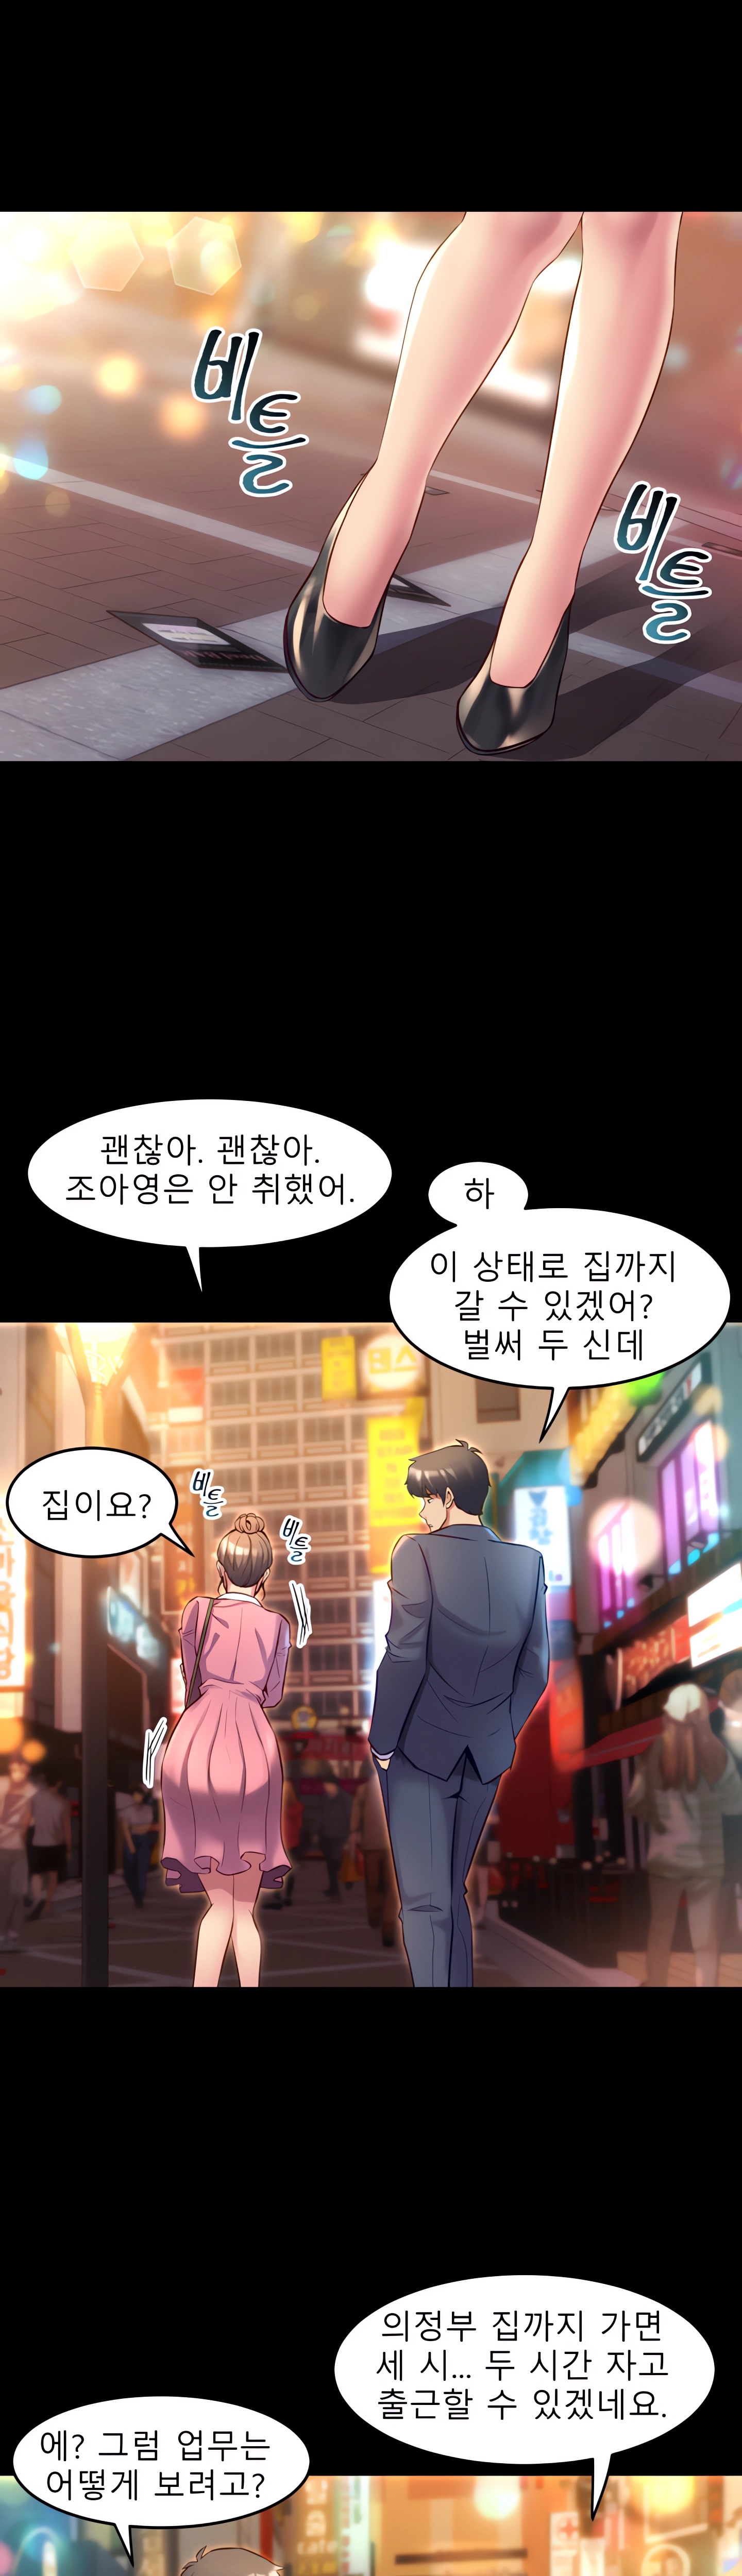 비틀
비틀
괜찮아. 괜찮아.
조아영은 안 취했어.
하
이 상태로 집까지
갈 수 있겠어?
벌써 두 신데
집이요?
비틀
비틀
의정부 집까지 가면
세 시... 두 시간 자고
출근할 수 있겠네요.
에? 그럼 업무는
어떻게 보려고?
cafe